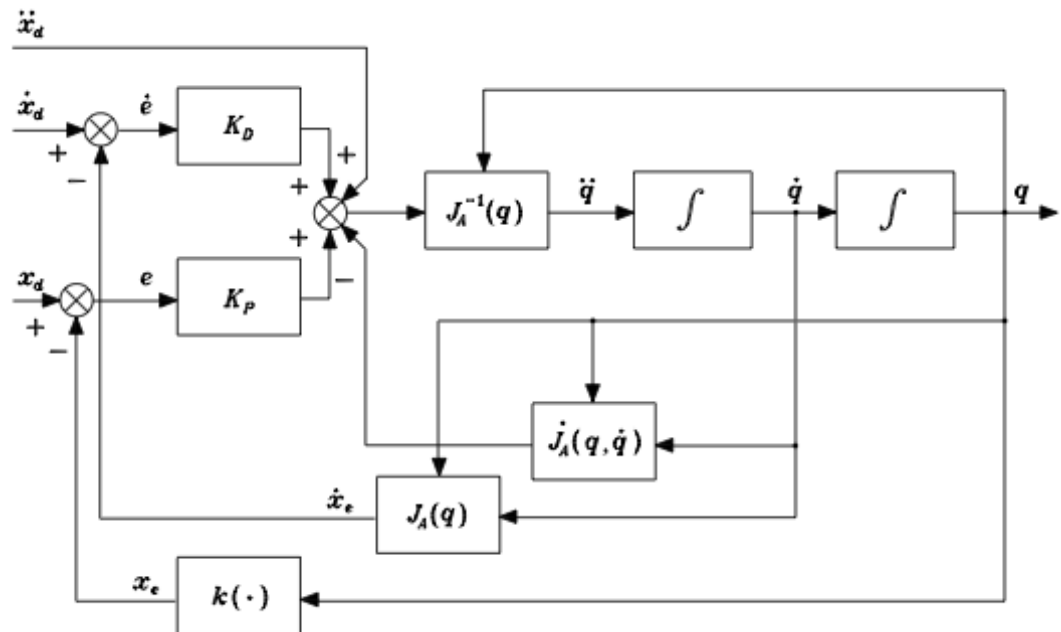 ẍ_d
ẋ_d
ė
K_D
+
−
+
+
J_A^{-1}(q)
q̈
∫
q̇
∫
q
x_d
e
K_P
+
−
+
−
J̇_A(q, q̇)
ẋ_e
J_A(q)
x_e
k(·)